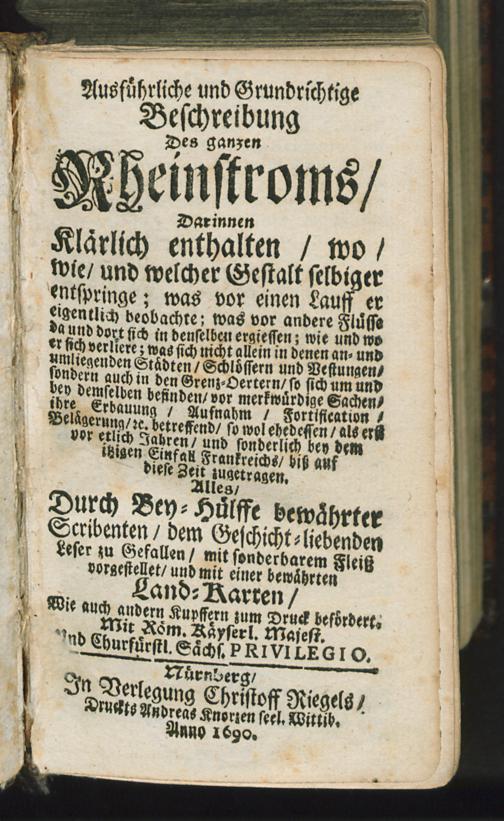 Ausführliche und Grundrichtige
Beschreibung
Des ganzen
Rheinstroms/
Darinnen
Klärlich enthalten / wo /
wie/ und welcher Gestalt selbiger
entspringe; was vor einen Lauff er
eigentlich beobachte; was vor andere Flüsse
da und dort sich in denselben ergiessen; wie und wo
er sich verliere; was sich nicht allein in denen an- und
umliegenden Städten/ Schlössern und Vestungen/
sondern auch in den Grenz-Oertern/ so sich um und
bey demselben befinden/ vor merkwürdige Sachen/
ihre Erbauung / Aufnahm / Fortification /
Belägerung/ ꝛc. betreffend/ so wol ehedessen/ als erst
vor etlich Jahren/ und sonderlich bey dem
itzigen Einfall Frankreichs/ biß auf
diese Zeit zugetragen.
Alles/
Durch Bey-Hülffe bewährter
Scribenten/ dem Geschicht-liebenden
Leser zu Gefallen/ mit sonderbarem Fleiß
vorgestellet/ und mit einer bewährten
Land-Karten/
Wie auch andern Kupffern zum Druck befördert.
Mit Röm. Käyserl. Majest.
und Churfürstl. Sächs. PRIVILEGIO.
Nürnberg/
In Verlegung Christoff Riegels/
Druckts Andreas Knorzen seel. Wittib.
Anno 1690.